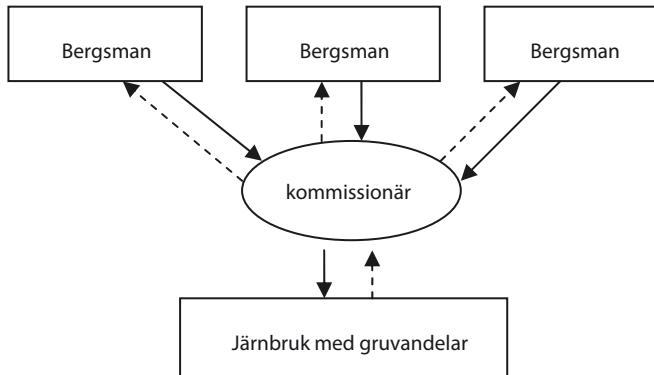 Bergsman
Bergsman
Bergsman
kommissionär
Järnbruk med gruvandelar